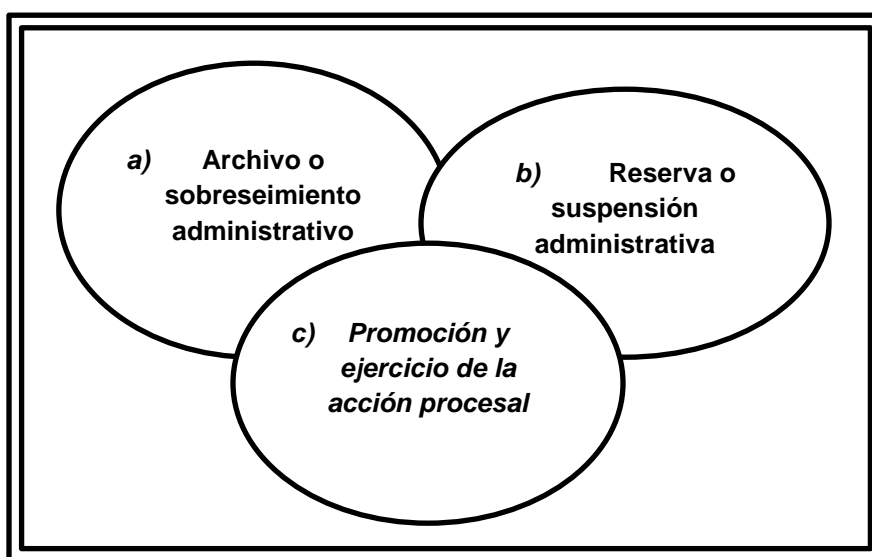 a) Archivo o
sobreseimiento
administrativo
b) Reserva o
suspensión
administrativa
c) Promoción y
ejercicio de la
acción procesal